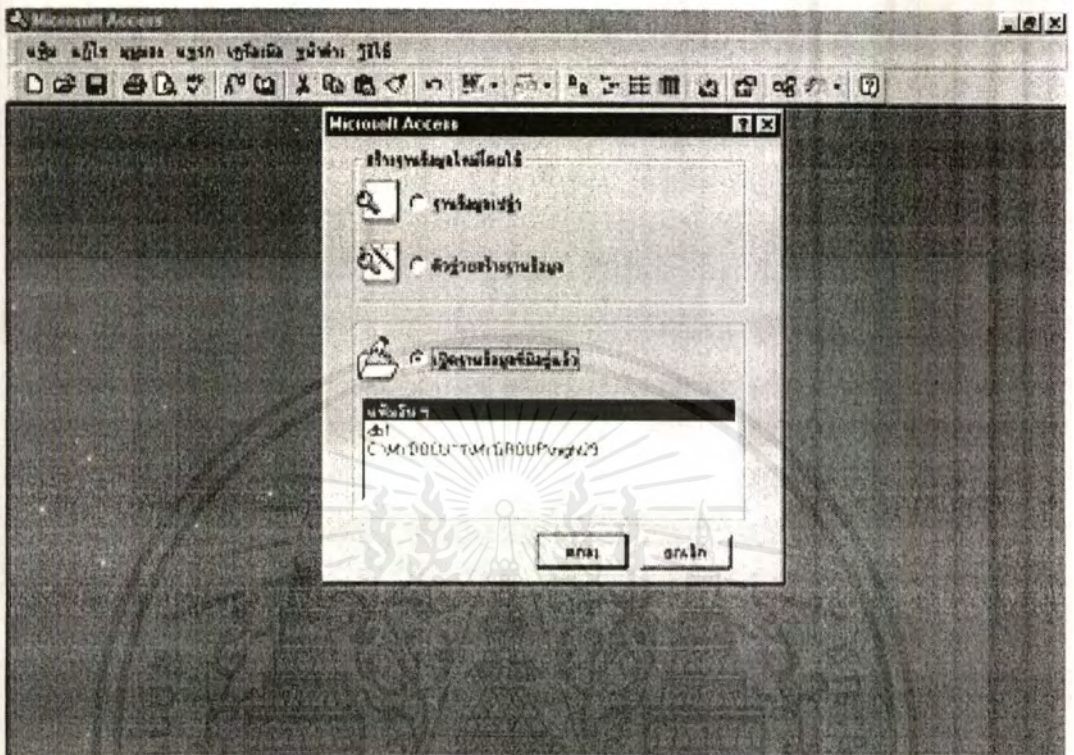 Microsoft Access
แฟ้ม แก้ไข มุมมอง แทรก เครื่องมือ หน้าต่าง วิธีใช้
Microsoft Access
สร้างฐานข้อมูลใหม่โดยใช้
ฐานข้อมูลเปล่า
ตัวช่วยสร้างฐานข้อมูล
เปิดฐานข้อมูลที่มีอยู่แล้ว
แฟ้มอื่น ๆ
db1
ตกลง
ยกเลิก